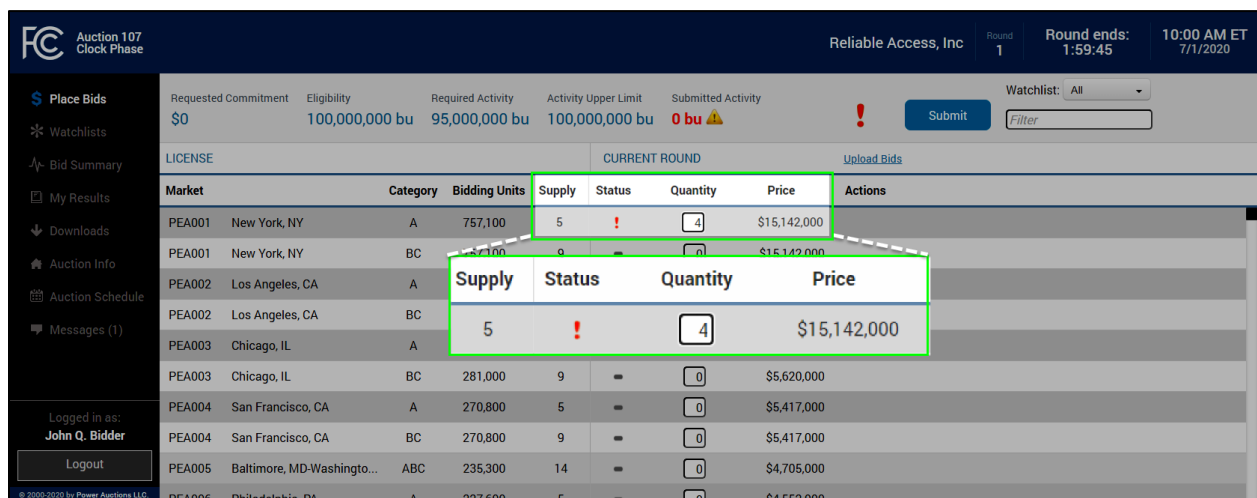 FCC Auction 107
Clock Phase
Reliable Access, Inc
Round
1
Round ends:
1:59:45
10:00 AM ET
7/1/2020
$ Place Bids
Watchlists
Bid Summary
My Results
Downloads
Auction Info
Auction Schedule
Messages (1)
Logged in as:
John Q. Bidder
Logout
© 2000-2020 by Power Auctions LLC.
Requested Commitment Eligibility Required Activity Activity Upper Limit Submitted Activity
$0 100,000,000 bu 95,000,000 bu 100,000,000 bu 0 bu
! Submit
Watchlist: All
Filter
LICENSE CURRENT ROUND Upload Bids
Market Category Bidding Units Supply Status Quantity Price Actions
PEA001 New York, NY A 757,100 5 ! 4 $15,142,000
PEA001 New York, NY BC 757,100 9 0 $15,142,000
PEA002 Los Angeles, CA A
PEA002 Los Angeles, CA BC
PEA003 Chicago, IL A
Supply Status Quantity Price
5 ! 4 $15,142,000
PEA003 Chicago, IL BC 281,000 9 0 $5,620,000
PEA004 San Francisco, CA A 270,800 5 0 $5,417,000
PEA004 San Francisco, CA BC 270,800 9 0 $5,417,000
PEA005 Baltimore, MD-Washingto... ABC 235,300 14 0 $4,705,000